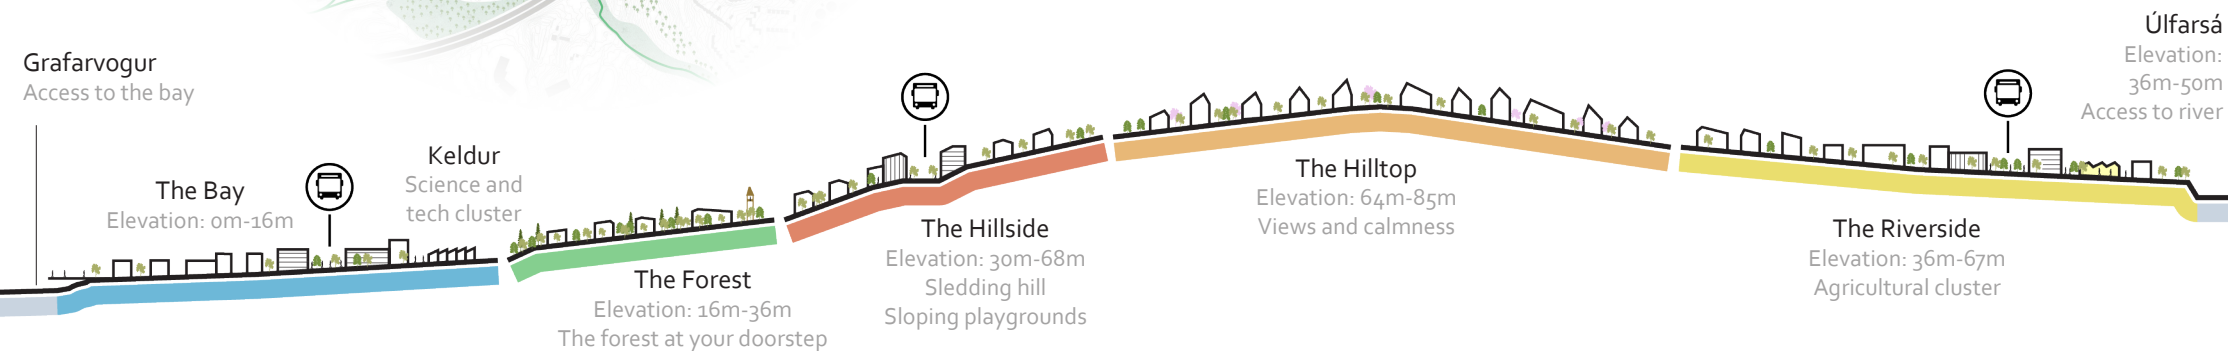 Grafarvogur
Access to the bay
The Bay
Elevation: 0m-16m
Keldur
Science and
tech cluster
The Forest
Elevation: 16m-36m
The forest at your doorstep
The Hillside
Elevation: 30m-68m
Sledding hill
Sloping playgrounds
The Hilltop
Elevation: 64m-85m
Views and calmness
The Riverside
Elevation: 36m-67m
Agricultural cluster
Úlfarsá
Elevation:
36m-50m
Access to river